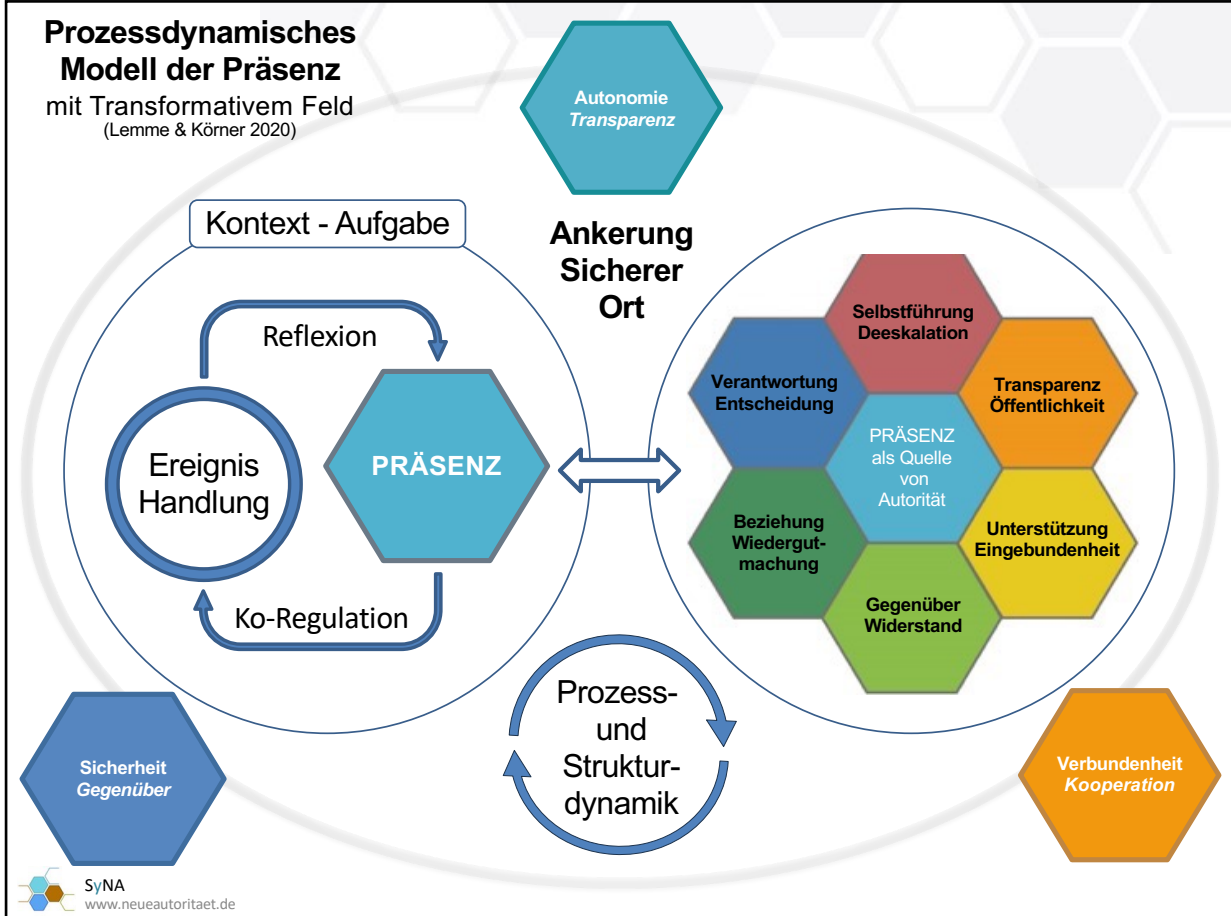 Prozessdynamisches
Modell der Präsenz
mit Transformativem Feld
(Lemme & Körner 2020)
Autonomie
Transparenz
Kontext - Aufgabe
Ankerung
Sicherer
Ort
Reflexion
Ereignis
Handlung
PRÄSENZ
Ko-Regulation
Selbstführung
Deeskalation
Verantwortung
Entscheidung
Transparenz
Öffentlichkeit
PRÄSENZ
als Quelle
von
Autorität
Beziehung
Wiedergut-
machung
Unterstützung
Eingebundenheit
Gegenüber
Widerstand
Prozess-
und
Struktur-
dynamik
Sicherheit
Gegenüber
Verbundenheit
Kooperation
SyNA
www.neueautoritaet.de